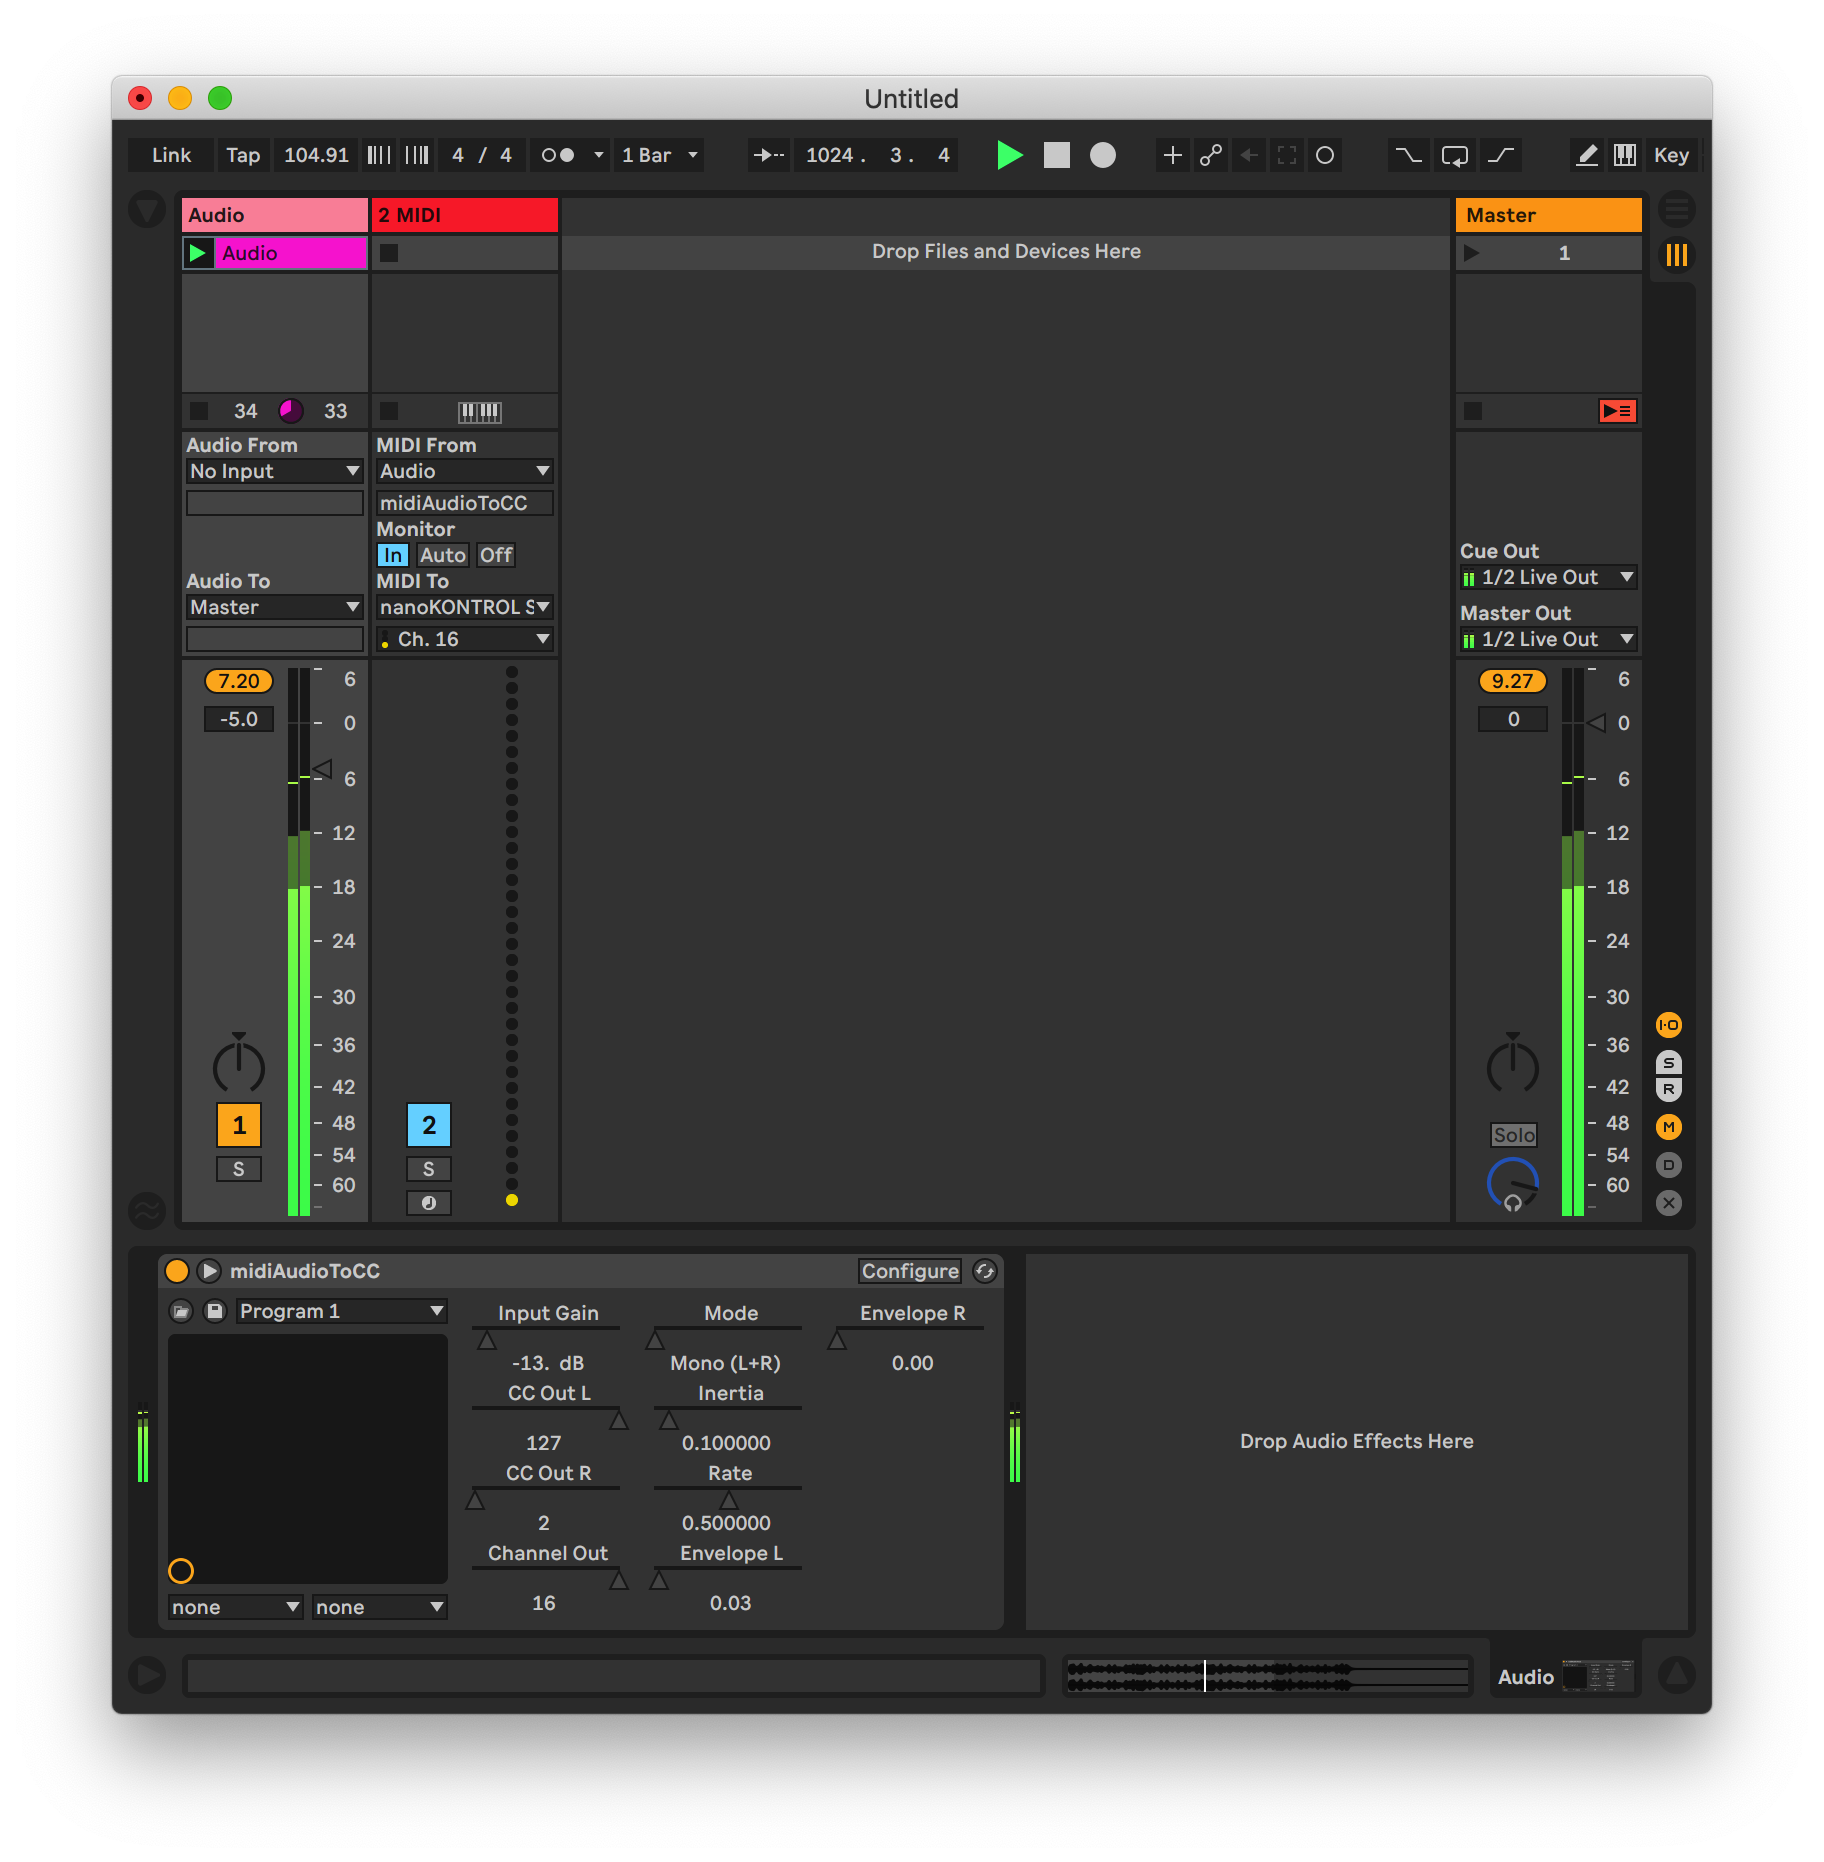 Untitled
Link Tap 104.91 4 / 4 1 Bar 1024. 3. 4 Key
Audio 2 MIDI Master
Audio Drop Files and Devices Here 1
34 33
Audio From MIDI From
No Input Audio
midiAudioToCC
Monitor
In Auto Off
Cue Out
Audio To MIDI To 1/2 Live Out
Master nanoKONTROL S
Master Out
Ch. 16 1/2 Live Out
7.20 6 9.27 6
-5.0 0 0 0
6 6
12 12
18 18
24 24
30 30
I·O
36 36
S
42 42
R
1 2 48 48
M
Solo
54 54
S S D
60 60
midiAudioToCC Configure
Program 1 Input Gain Mode Envelope R
-13. dB Mono (L+R) 0.00
CC Out L Inertia
127 0.100000
Drop Audio Effects Here
CC Out R Rate
2 0.500000
Channel Out Envelope L
none none 16 0.03
Audio